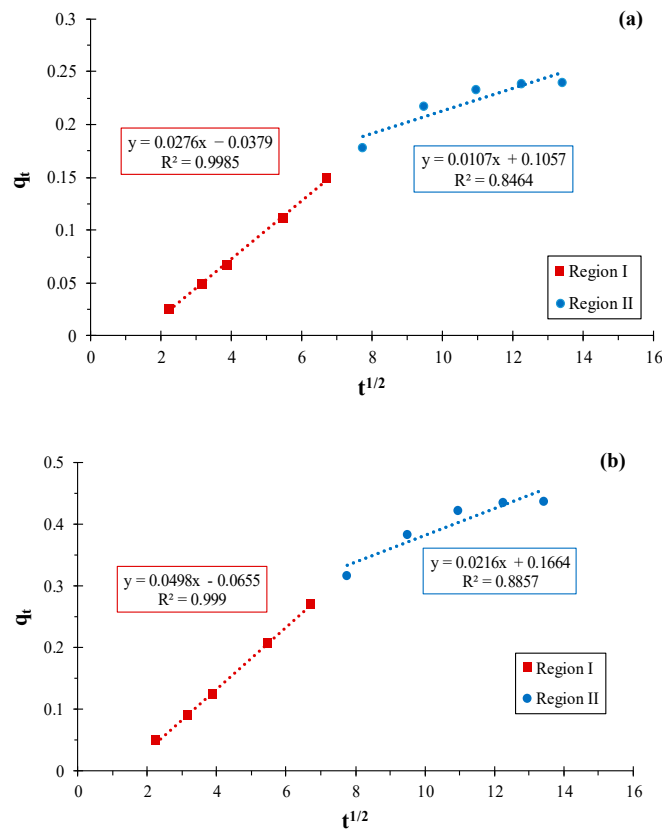 (a)
0.3
0.25
0.2
0.15
0.1
0.05
0
qt
y = 0.0276x − 0.0379
R² = 0.9985
y = 0.0107x + 0.1057
R² = 0.8464
Region I
Region II
0 2 4 6 8 10 12 14 16
t1/2
(b)
0.5
0.4
0.3
0.2
0.1
0
qt
y = 0.0498x - 0.0655
R² = 0.999
y = 0.0216x + 0.1664
R² = 0.8857
Region I
Region II
0 2 4 6 8 10 12 14 16
t1/2